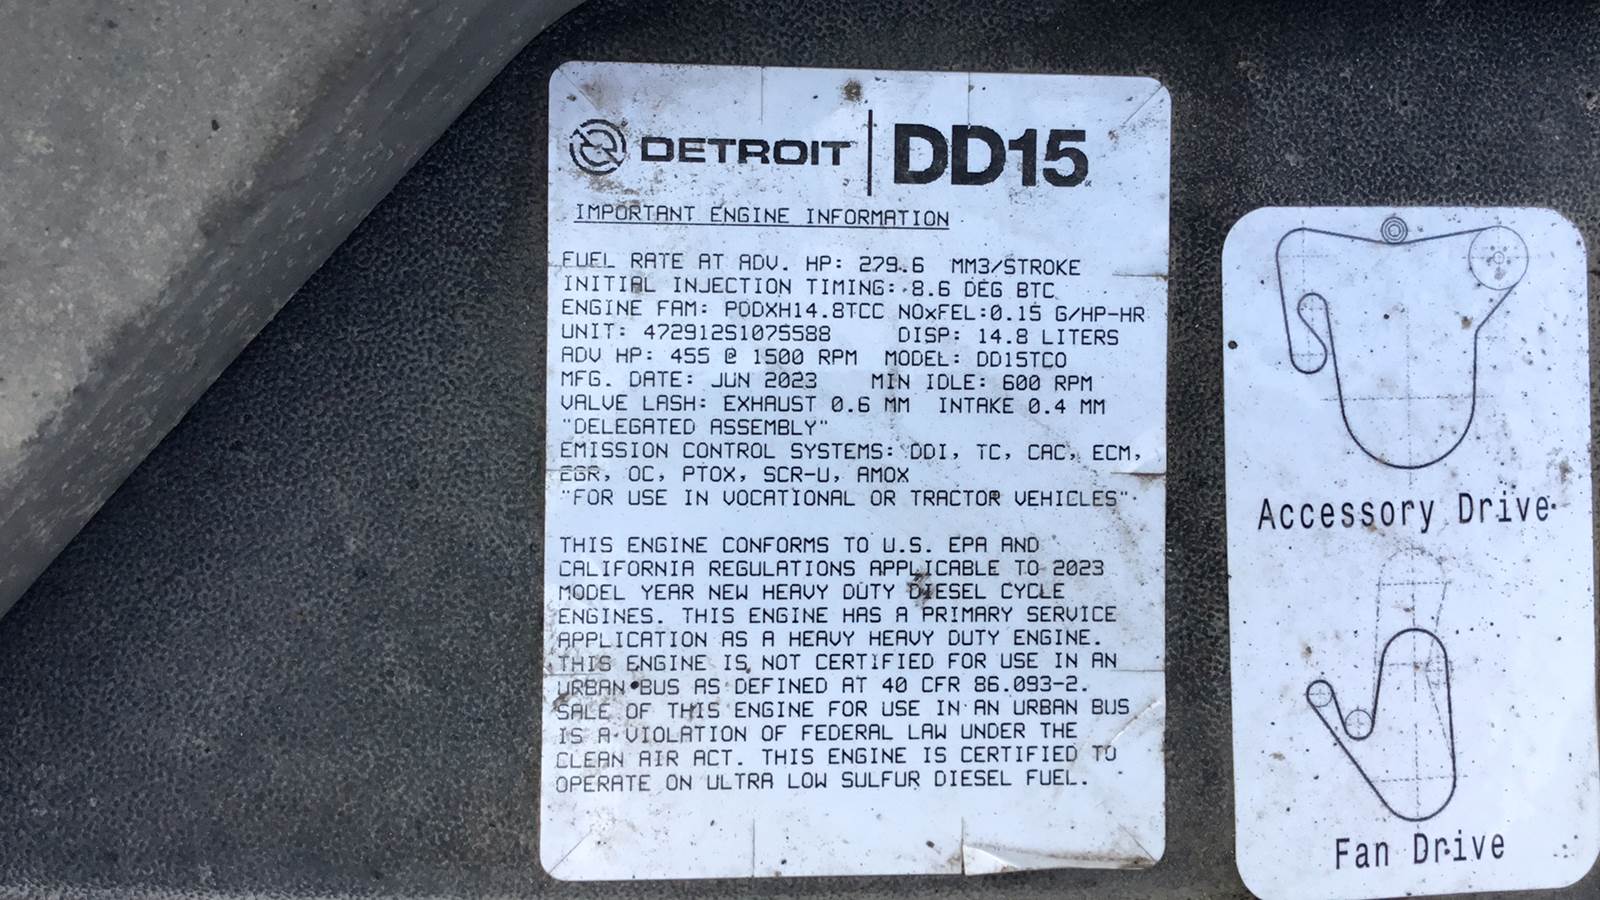 DETROIT DD15
IMPORTANT ENGINE INFORMATION
FUEL RATE AT ADV. HP: 279.6 MM3/STROKE
INITIAL INJECTION TIMING: 8.6 DEG BTC
ENGINE FAM: PDDXH14.8TCC NOxFEL:0.15 G/HP-HR
UNIT: 472912S1075588 DISP: 14.8 LITERS
ADV HP: 455 @ 1500 RPM MODEL: DD15TCO
MFG. DATE: JUN 2023 MIN IDLE: 600 RPM
VALVE LASH: EXHAUST 0.6 MM INTAKE 0.4 MM
"DELEGATED ASSEMBLY"
EMISSION CONTROL SYSTEMS: DDI, TC, CAC, ECM,
EGR, OC, PTOX, SCR-U, AMOX
"FOR USE IN VOCATIONAL OR TRACTOR VEHICLES"
THIS ENGINE CONFORMS TO U.S. EPA AND
CALIFORNIA REGULATIONS APPLICABLE TO 2023
MODEL YEAR NEW HEAVY DUTY DIESEL CYCLE
ENGINES. THIS ENGINE HAS A PRIMARY SERVICE
APPLICATION AS A HEAVY HEAVY DUTY ENGINE.
THIS ENGINE IS NOT CERTIFIED FOR USE IN AN
URBAN BUS AS DEFINED AT 40 CFR 86.093-2.
SALE OF THIS ENGINE FOR USE IN AN URBAN BUS
IS A VIOLATION OF FEDERAL LAW UNDER THE
CLEAN AIR ACT. THIS ENGINE IS CERTIFIED TO
OPERATE ON ULTRA LOW SULFUR DIESEL FUEL.
Accessory Drive
Fan Drive